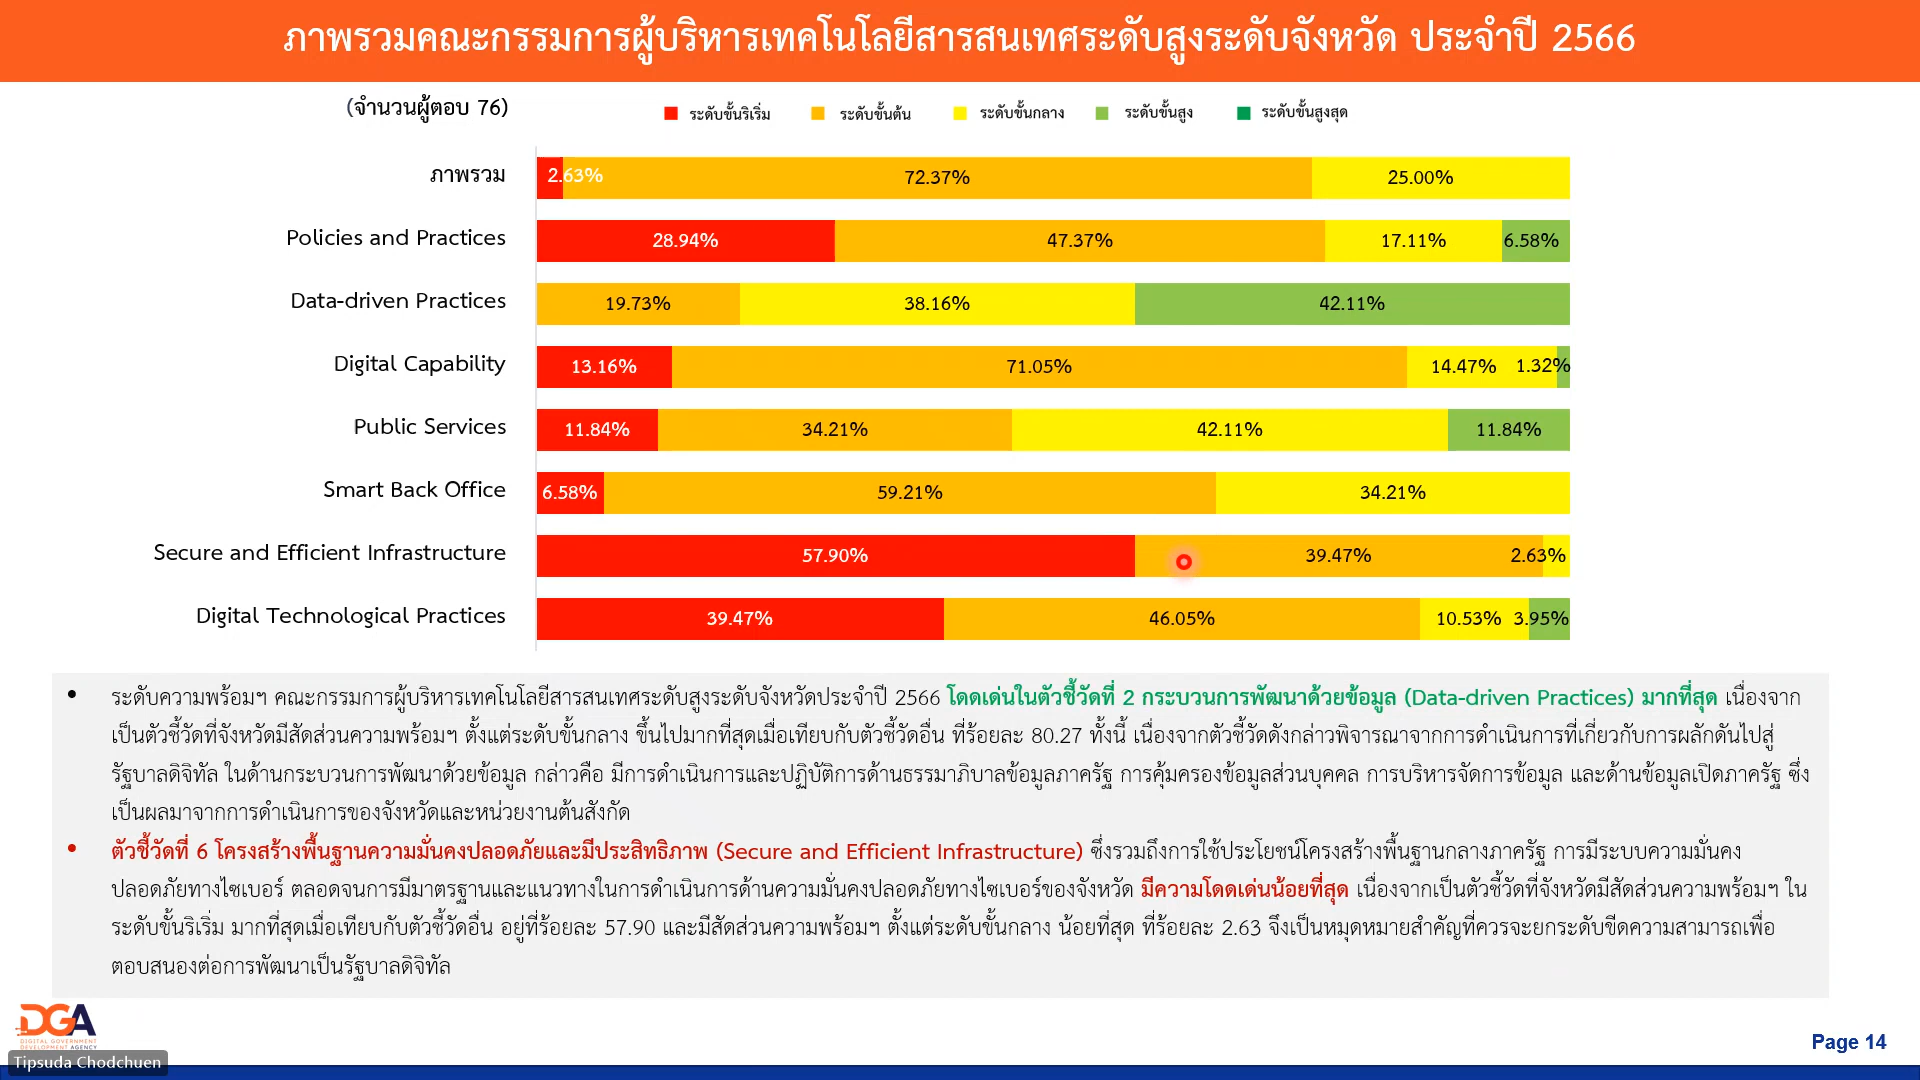 ภาพรวมคณะกรรมการผู้บริหารเทคโนโลยีสารสนเทศระดับสูงระดับจังหวัด ประจำปี 2566
(จำนวนผู้ตอบ 76)
ระดับขั้นริเริ่ม ระดับขั้นต้น ระดับขั้นกลาง ระดับขั้นสูง ระดับขั้นสูงสุด
ภาพรวม 2.63% 72.37% 25.00%
Policies and Practices 28.94% 47.37% 17.11% 6.58%
Data-driven Practices 19.73% 38.16% 42.11%
Digital Capability 13.16% 71.05% 14.47% 1.32%
Public Services 11.84% 34.21% 42.11% 11.84%
Smart Back Office 6.58% 59.21% 34.21%
Secure and Efficient Infrastructure 57.90% 39.47% 2.63%
Digital Technological Practices 39.47% 46.05% 10.53% 3.95%
• ระดับความพร้อมฯ คณะกรรมการผู้บริหารเทคโนโลยีสารสนเทศระดับสูงระดับจังหวัดประจำปี 2566 โดดเด่นในตัวชี้วัดที่ 2 กระบวนการพัฒนาด้วยข้อมูล (Data-driven Practices) มากที่สุด เนื่องจาก
เป็นตัวชี้วัดที่จังหวัดมีสัดส่วนความพร้อมฯ ตั้งแต่ระดับขั้นกลาง ขึ้นไปมากที่สุดเมื่อเทียบกับตัวชี้วัดอื่น ที่ร้อยละ 80.27 ทั้งนี้ เนื่องจากตัวชี้วัดดังกล่าวพิจารณาจากการดำเนินการที่เกี่ยวกับการผลักดันไปสู่
รัฐบาลดิจิทัล ในด้านกระบวนการพัฒนาด้วยข้อมูล กล่าวคือ มีการดำเนินการและปฏิบัติการด้านธรรมาภิบาลข้อมูลภาครัฐ การคุ้มครองข้อมูลส่วนบุคคล การบริหารจัดการข้อมูล และด้านข้อมูลเปิดภาครัฐ ซึ่ง
เป็นผลมาจากการดำเนินการของจังหวัดและหน่วยงานต้นสังกัด
• ตัวชี้วัดที่ 6 โครงสร้างพื้นฐานความมั่นคงปลอดภัยและมีประสิทธิภาพ (Secure and Efficient Infrastructure) ซึ่งรวมถึงการใช้ประโยชน์โครงสร้างพื้นฐานกลางภาครัฐ การมีระบบความมั่นคง
ปลอดภัยทางไซเบอร์ ตลอดจนการมีมาตรฐานและแนวทางในการดำเนินการด้านความมั่นคงปลอดภัยทางไซเบอร์ของจังหวัด มีความโดดเด่นน้อยที่สุด เนื่องจากเป็นตัวชี้วัดที่จังหวัดมีสัดส่วนความพร้อมฯ ใน
ระดับขั้นริเริ่ม มากที่สุดเมื่อเทียบกับตัวชี้วัดอื่น อยู่ที่ร้อยละ 57.90 และมีสัดส่วนความพร้อมฯ ตั้งแต่ระดับขั้นกลาง น้อยที่สุด ที่ร้อยละ 2.63 จึงเป็นหมุดหมายสำคัญที่ควรจะยกระดับขีดความสามารถเพื่อ
ตอบสนองต่อการพัฒนาเป็นรัฐบาลดิจิทัล
DGA
DIGITAL GOVERNMENT
DEVELOPMENT AGENCY
Tipsuda Chodchuen
Page 14